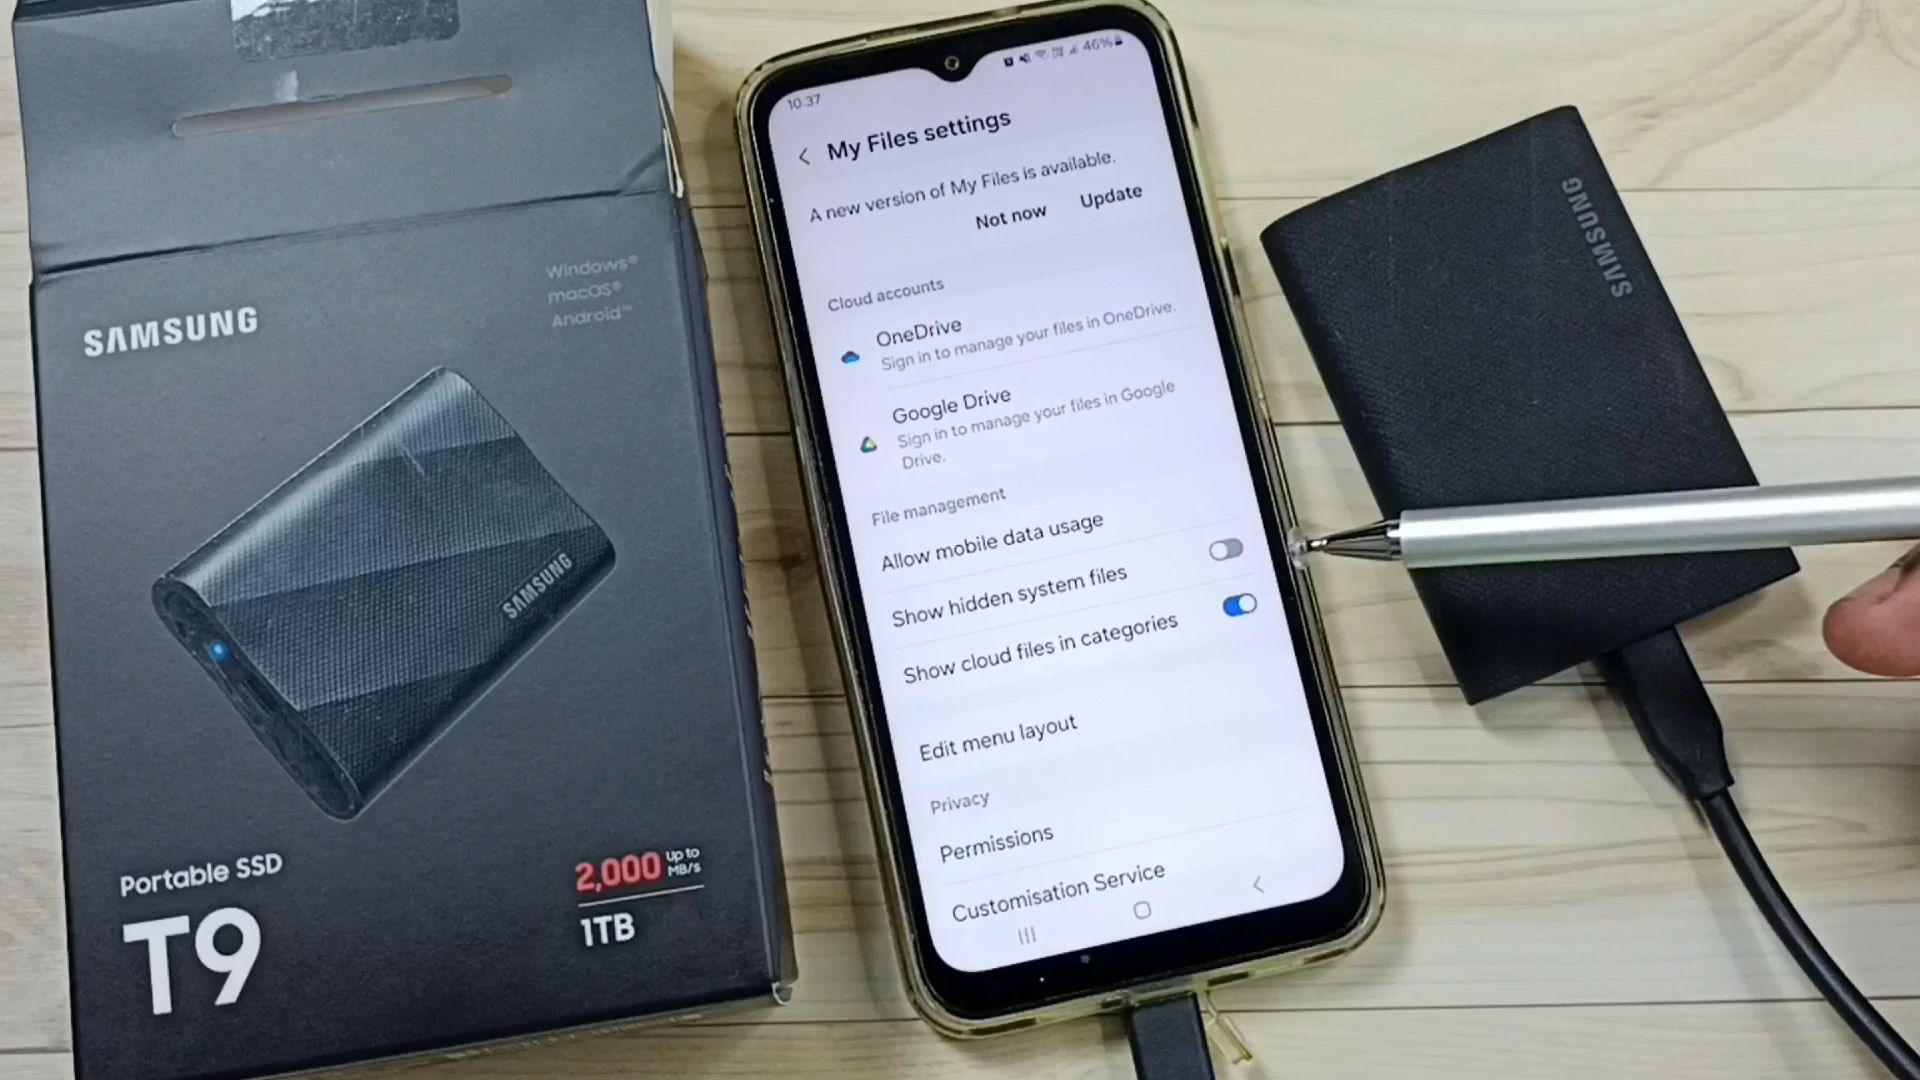 SAMSUNG
Windows®
macOS®
Android™
SAMSUNG
Portable SSD
T9
2,000 Up to MB/s
1TB
10:37
46%
My Files settings
A new version of My Files is available.
Not now Update
Cloud accounts
OneDrive
Sign in to manage your files in OneDrive.
Google Drive
Sign in to manage your files in Google
Drive.
File management
Allow mobile data usage
Show hidden system files
Show cloud files in categories
Edit menu layout
Privacy
Permissions
Customisation Service
SAMSUNG